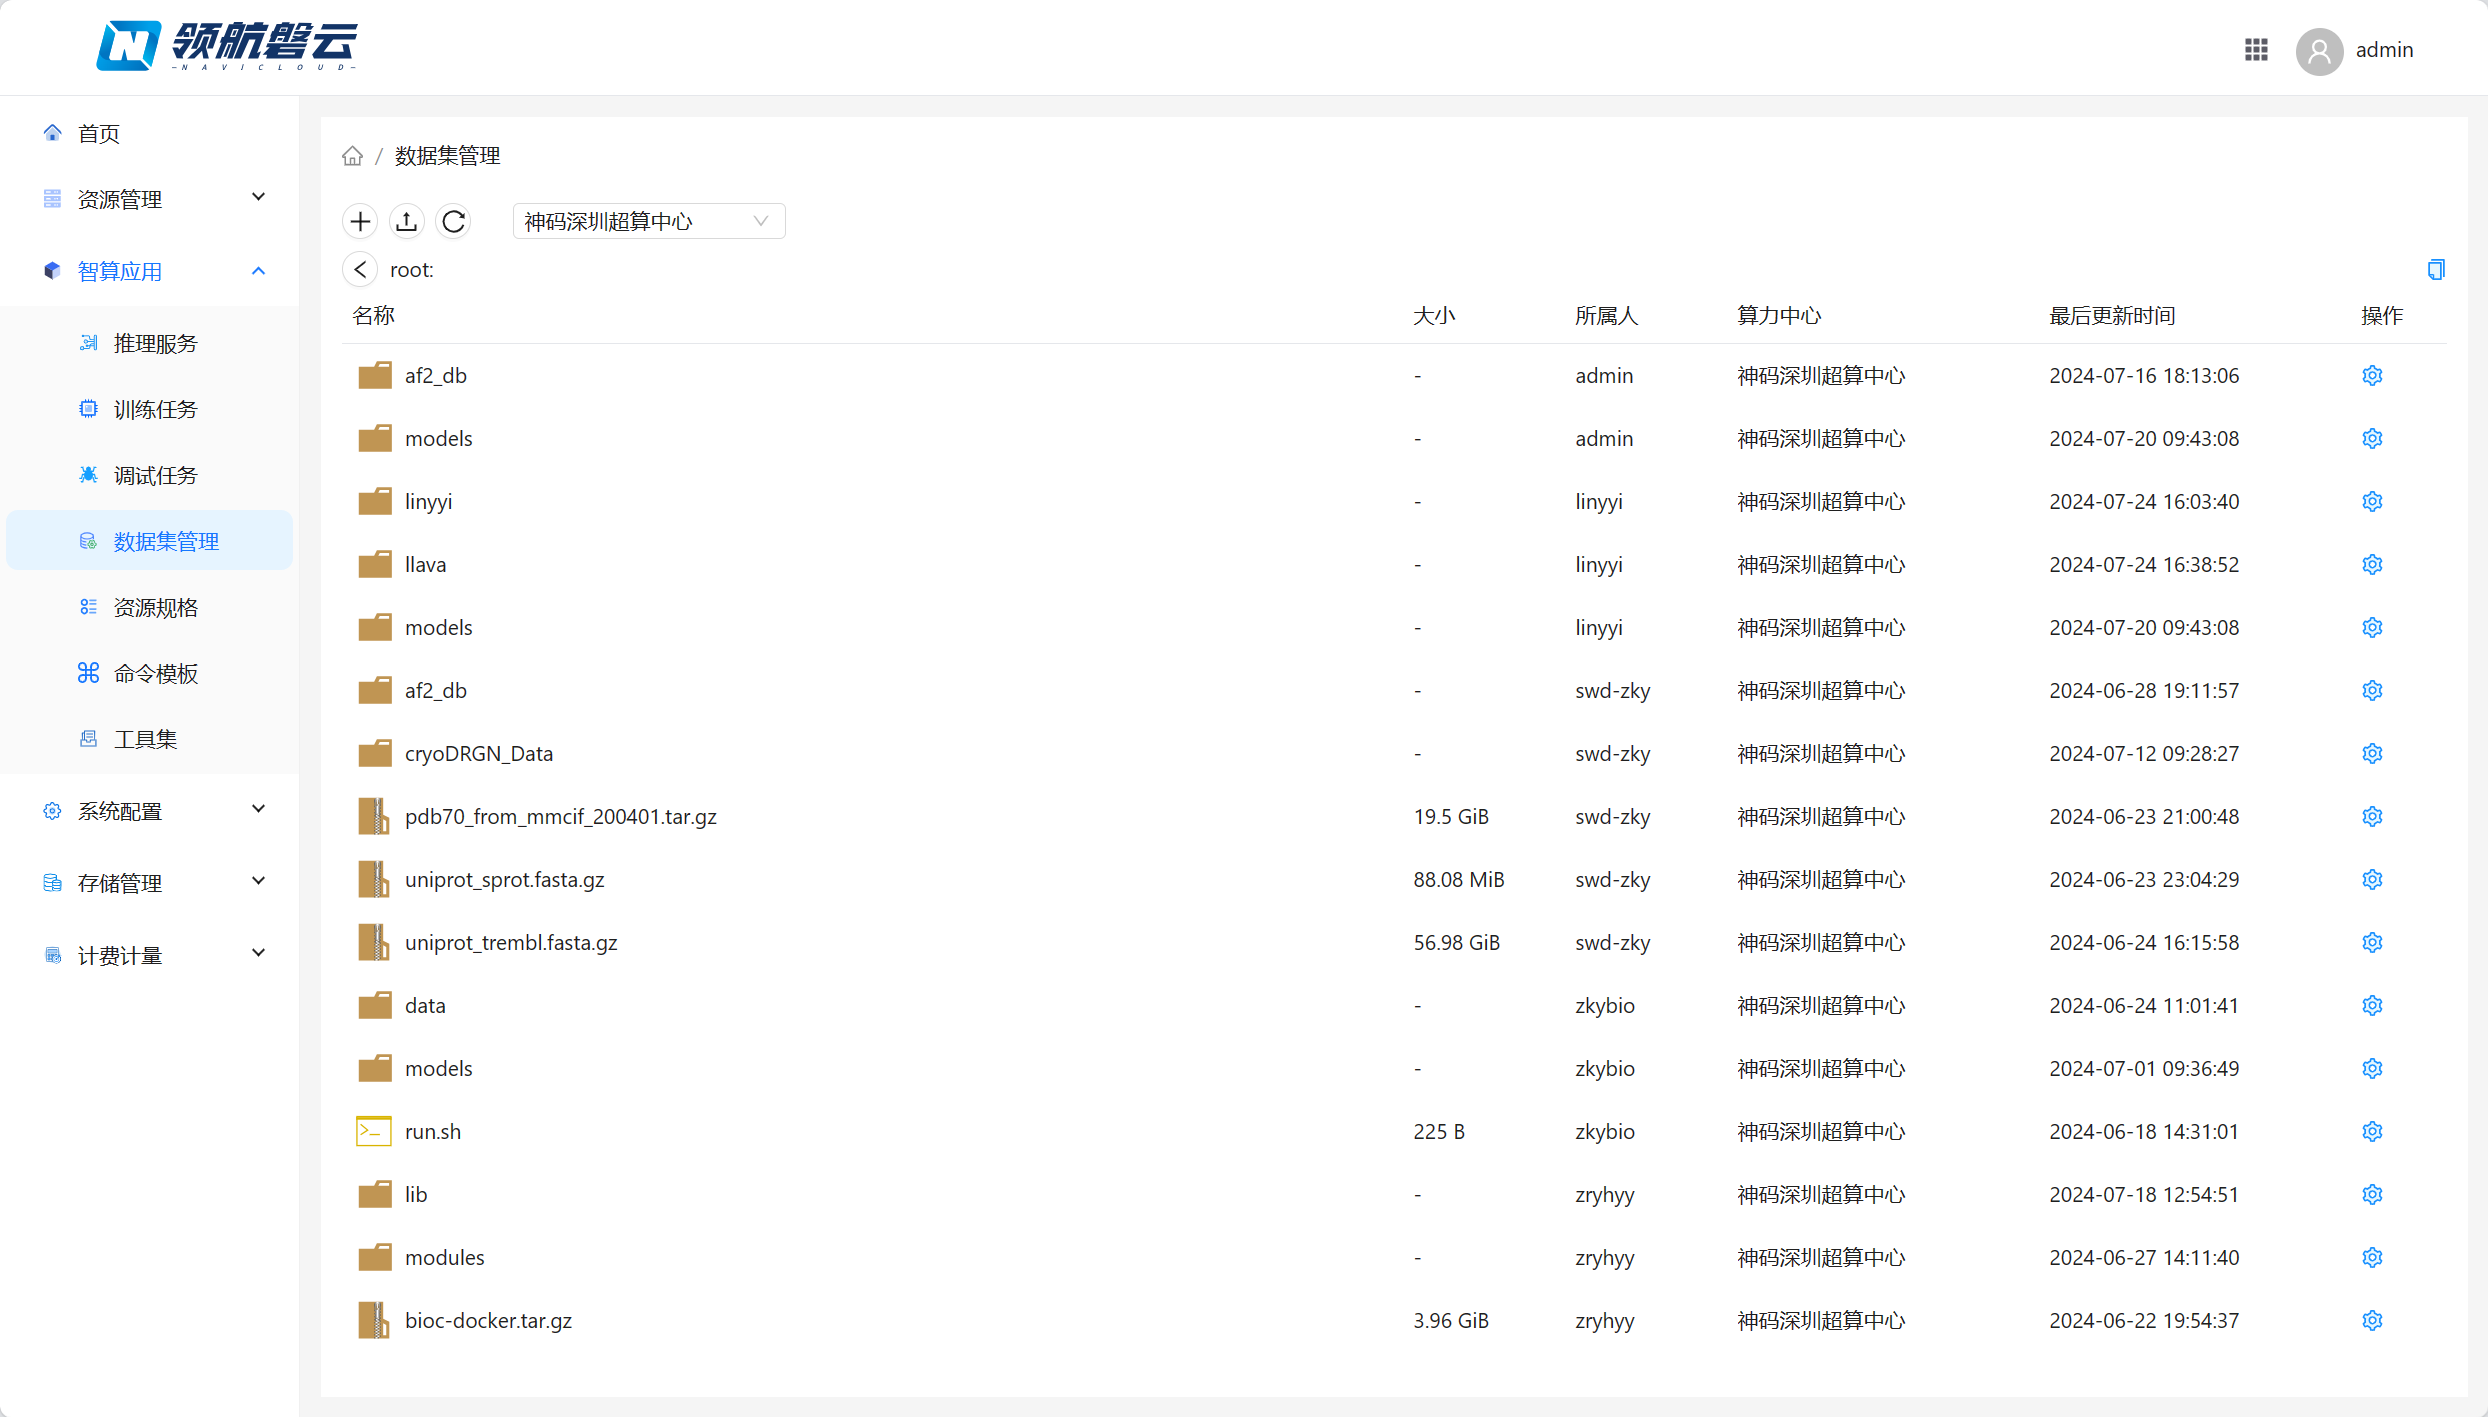 领航磐云
NAVICLOUD
admin
首页
资源管理
智算应用
推理服务
训练任务
调试任务
数据集管理
资源规格
命令模板
工具集
系统配置
存储管理
计费计量
/ 数据集管理
神码深圳超算中心
root:
名称 大小 所属人 算力中心 最后更新时间 操作
af2_db - admin 神码深圳超算中心 2024-07-16 18:13:06
models - admin 神码深圳超算中心 2024-07-20 09:43:08
linyyi - linyyi 神码深圳超算中心 2024-07-24 16:03:40
llava - linyyi 神码深圳超算中心 2024-07-24 16:38:52
models - linyyi 神码深圳超算中心 2024-07-20 09:43:08
af2_db - swd-zky 神码深圳超算中心 2024-06-28 19:11:57
cryoDRGN_Data - swd-zky 神码深圳超算中心 2024-07-12 09:28:27
pdb70_from_mmcif_200401.tar.gz 19.5 GiB swd-zky 神码深圳超算中心 2024-06-23 21:00:48
uniprot_sprot.fasta.gz 88.08 MiB swd-zky 神码深圳超算中心 2024-06-23 23:04:29
uniprot_trembl.fasta.gz 56.98 GiB swd-zky 神码深圳超算中心 2024-06-24 16:15:58
data - zkybio 神码深圳超算中心 2024-06-24 11:01:41
models - zkybio 神码深圳超算中心 2024-07-01 09:36:49
run.sh 225 B zkybio 神码深圳超算中心 2024-06-18 14:31:01
lib - zryhyy 神码深圳超算中心 2024-07-18 12:54:51
modules - zryhyy 神码深圳超算中心 2024-06-27 14:11:40
bioc-docker.tar.gz 3.96 GiB zryhyy 神码深圳超算中心 2024-06-22 19:54:37